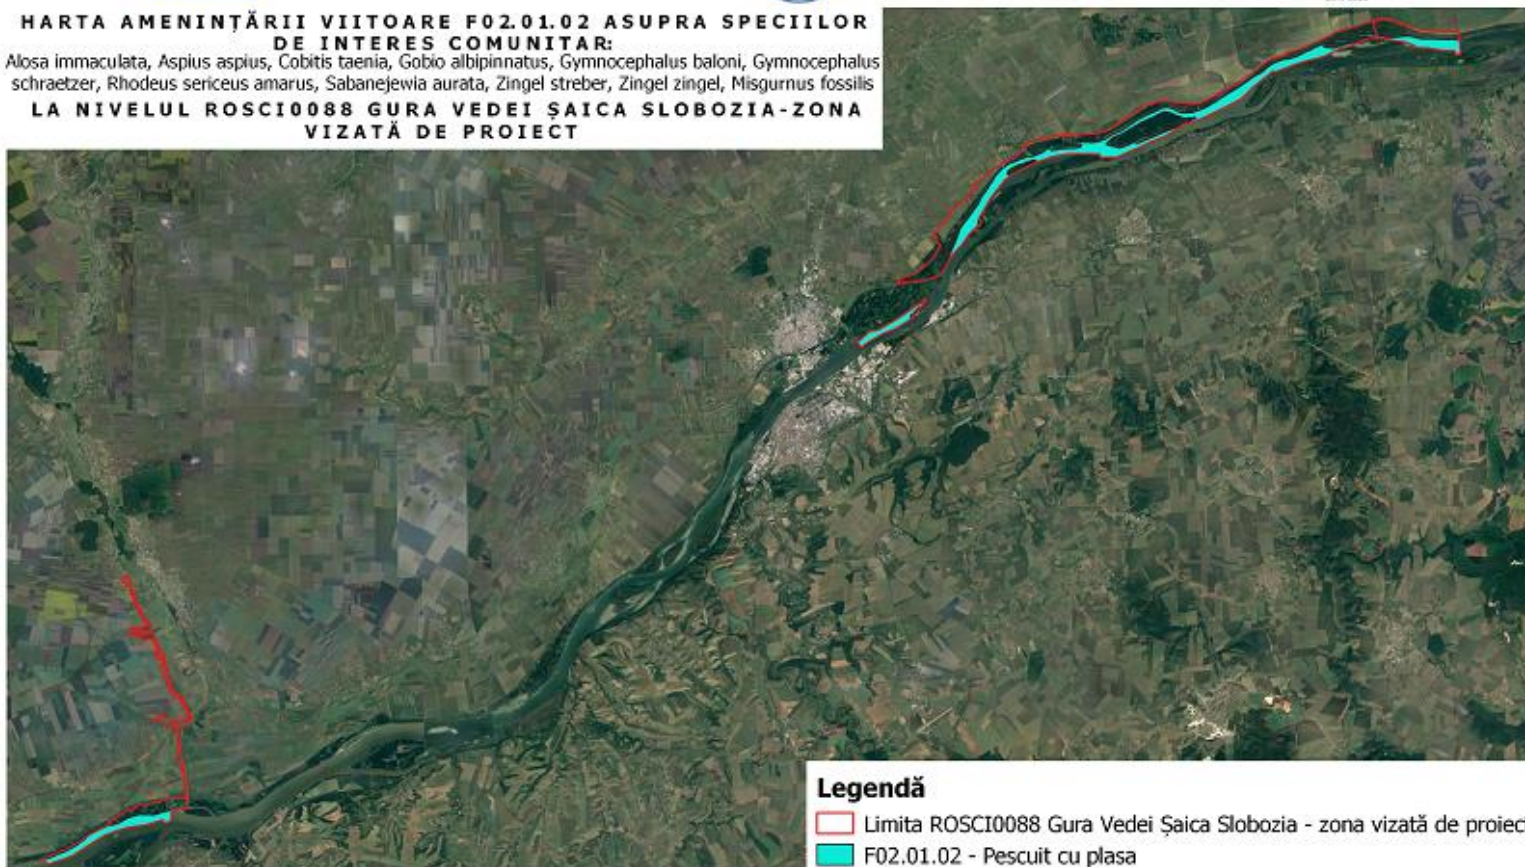 HARTA AMENINȚĂRII VIITOARE F02.01.02 ASUPRA SPECIILOR
DE INTERES COMUNITAR:
Alosa immaculata, Aspius aspius, Cobitis taenia, Gobio albipinnatus, Gymnocephalus baloni, Gymnocephalus
schraetzer, Rhodeus sericeus amarus, Sabanejewia aurata, Zingel streber, Zingel zingel, Misgurnus fossilis
LA NIVELUL ROSCI0088 GURA VEDEI ȘAICA SLOBOZIA-ZONA
VIZATĂ DE PROIECT
Legendă
Limita ROSCI0088 Gura Vedei Șaica Slobozia - zona vizată de proiect
F02.01.02 - Pescuit cu plasa